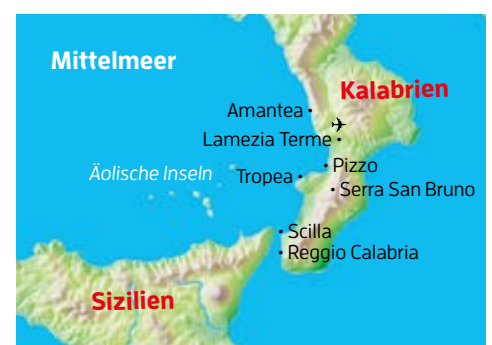 Mittelmeer
Kalabrien
Amantea
Lamezia Terme
Pizzo
Äolische Inseln
Tropea
Serra San Bruno
Scilla
Reggio Calabria
Sizilien